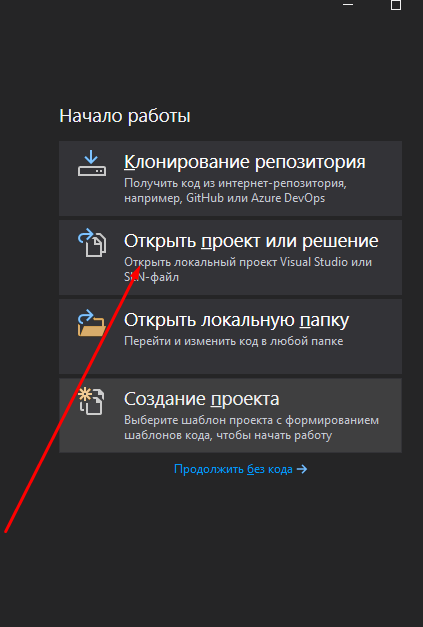 Начало работы
Клонирование репозитория
Получить код из интернет-репозитория,
например, GitHub или Azure DevOps
Открыть проект или решение
Открыть локальный проект Visual Studio или
SLN-файл
Открыть локальную папку
Перейти и изменить код в любой папке
Создание проекта
Выберите шаблон проекта с формированием
шаблонов кода, чтобы начать работу
Продолжить без кода →